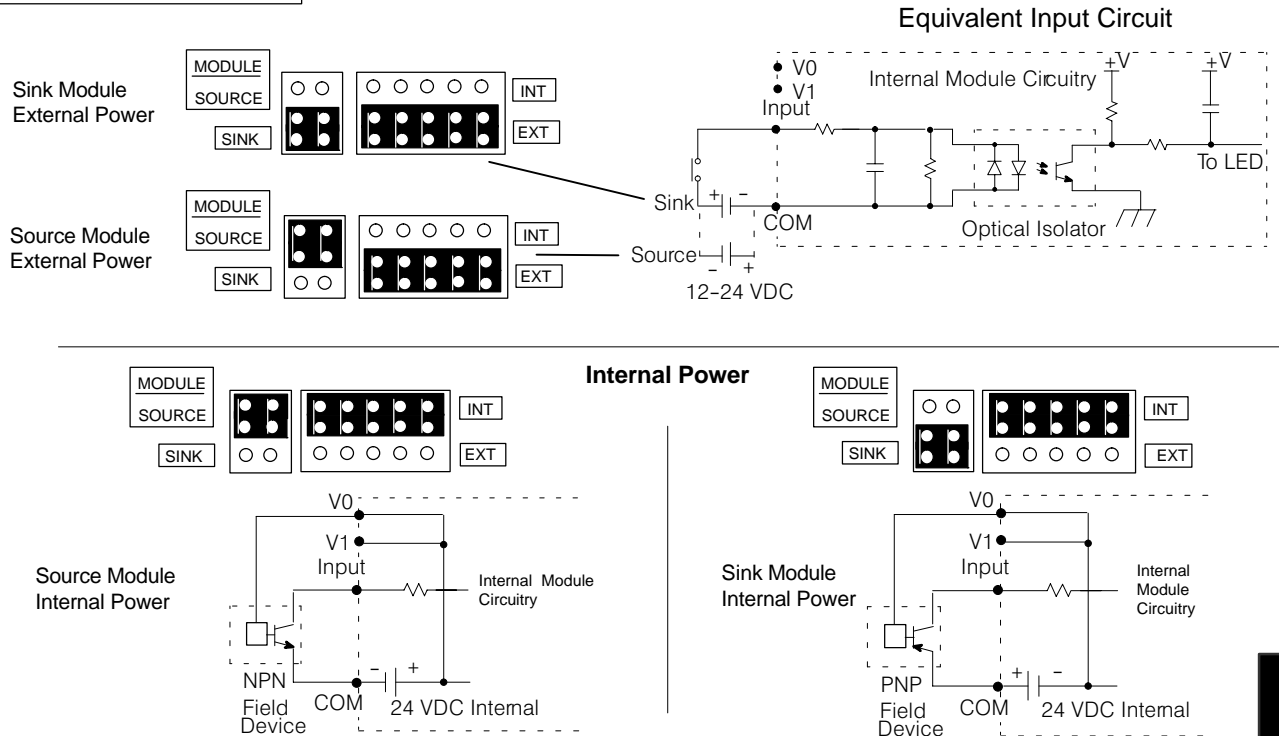 Equivalent Input Circuit
Sink Module
External Power
MODULE
SOURCE
SINK
INT
EXT
Source Module
External Power
MODULE
SOURCE
SINK
INT
EXT
V0
V1
Input
Internal Module Circuitry
+V
+V
To LED
Sink
+ −
COM
Optical Isolator
Source
− +
12–24 VDC
Internal Power
MODULE
SOURCE
SINK
INT
EXT
V0
V1
Input
Source Module
Internal Power
Internal Module
Circuitry
NPN
Field
Device
COM
− +
24 VDC Internal
MODULE
SOURCE
SINK
INT
EXT
V0
V1
Input
Sink Module
Internal Power
Internal
Module
Circuitry
PNP
Field
Device
COM
+ −
24 VDC Internal